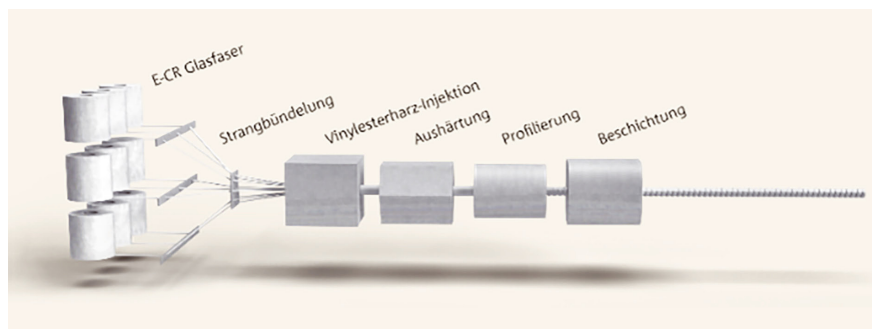 E-CR Glasfaser
Strangbündelung
Vinylesterharz-Injektion
Aushärtung
Profilierung
Beschichtung